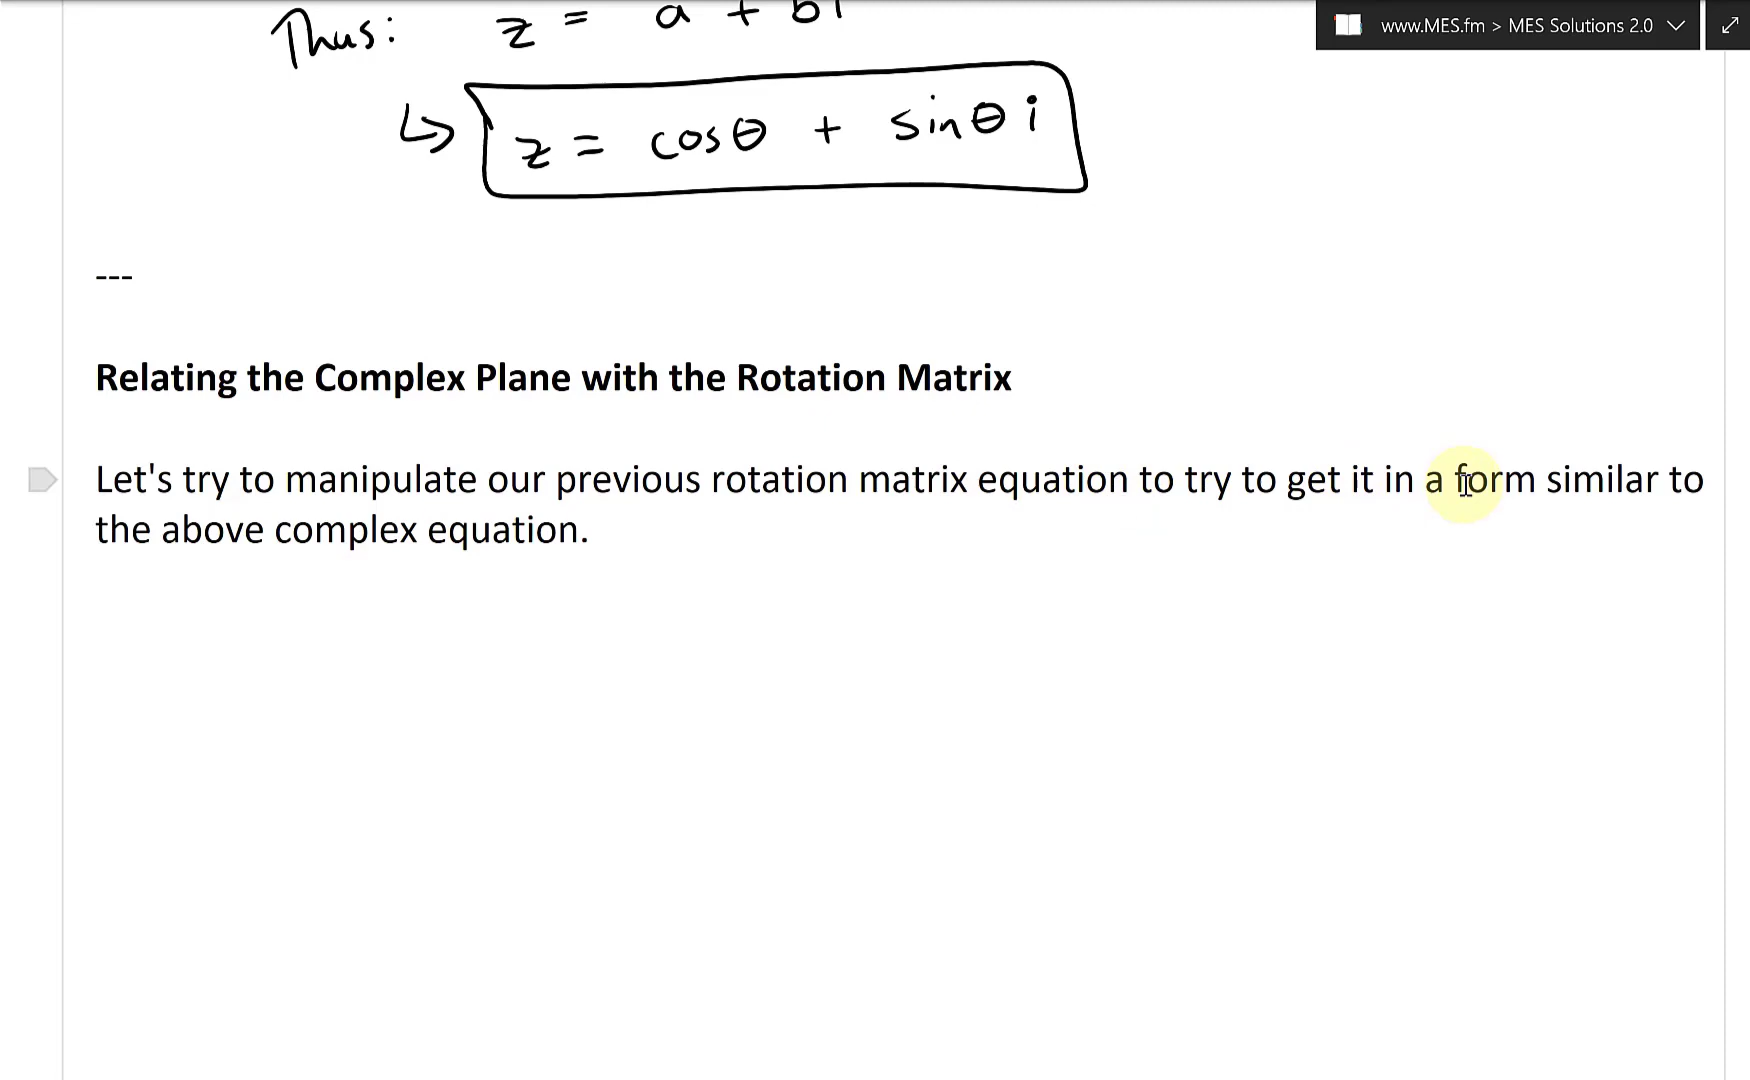 www.MES.fm > MES Solutions 2.0
Thus: z = a + bi
z = cosθ + sinθ i
---
Relating the Complex Plane with the Rotation Matrix
Let's try to manipulate our previous rotation matrix equation to try to get it in a form similar to
the above complex equation.